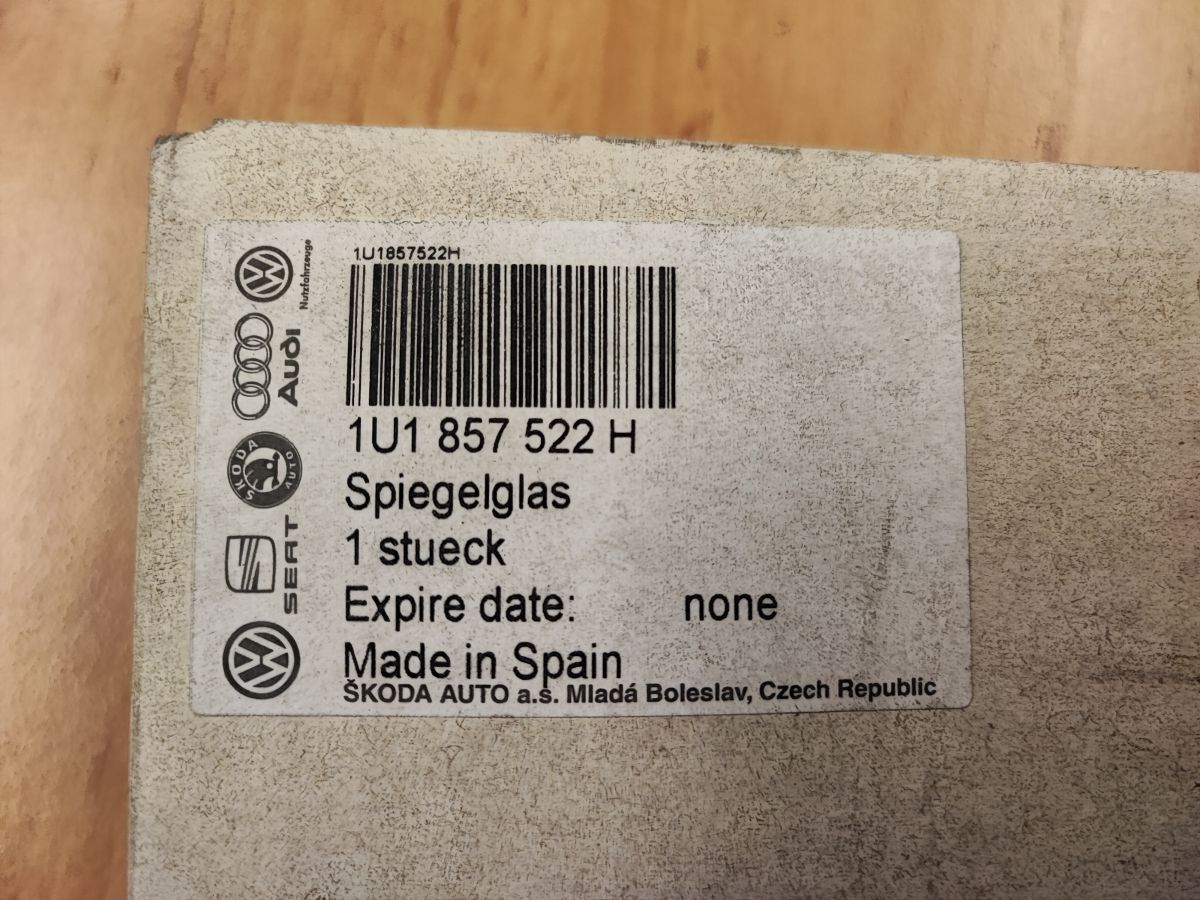 1U1857522H
1U1 857 522 H
Spiegelglas
1 stueck
Expire date: none
Made in Spain
ŠKODA AUTO a.s. Mladá Boleslav, Czech Republic
Nutzfahrzeuge
Audi
ŠKODA AUTO
SEAT